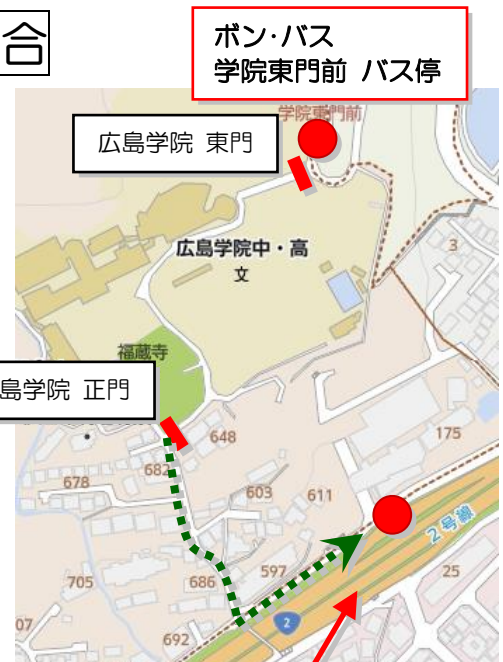 合
ボン・バス
学院東門前 バス停
学院東門前
広島学院 東門
広島学院中・高
文
3
福蔵寺
島学院 正門
648
175
682
678
603
611
2号線
705
686
597
25
07
2
692